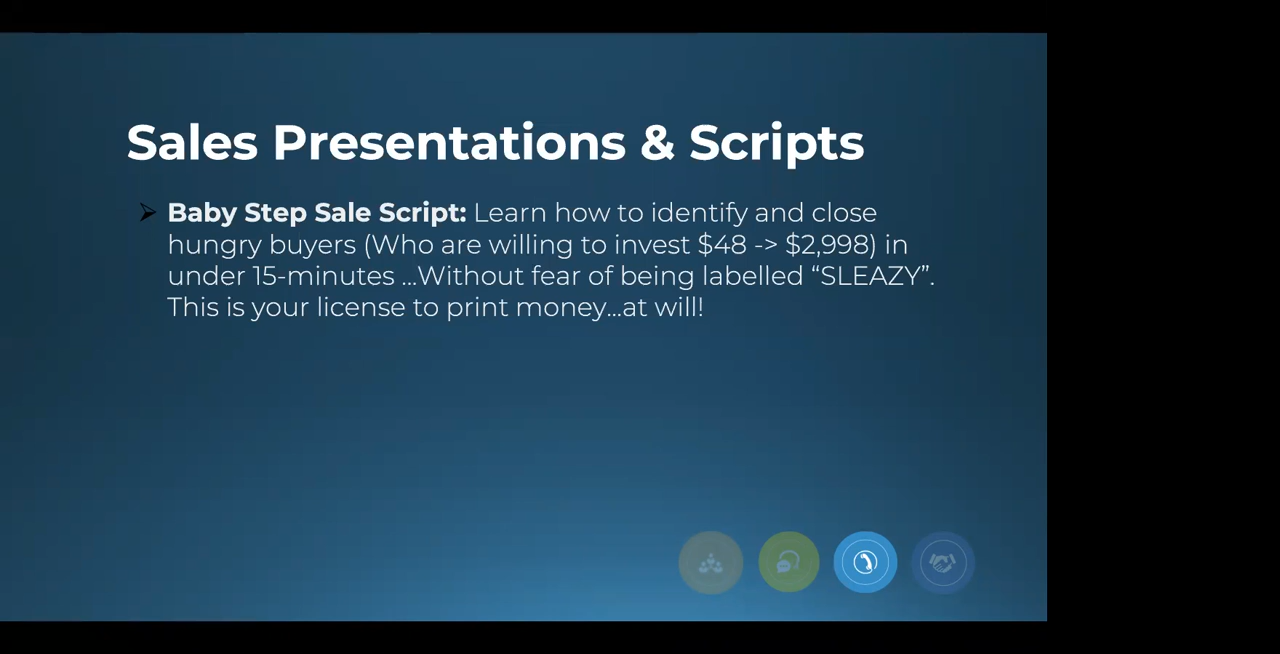 Sales Presentations & Scripts
➤ Baby Step Sale Script: Learn how to identify and close
hungry buyers (Who are willing to invest $48 -> $2,998) in
under 15-minutes ...Without fear of being labelled “SLEAZY”.
This is your license to print money...at will!